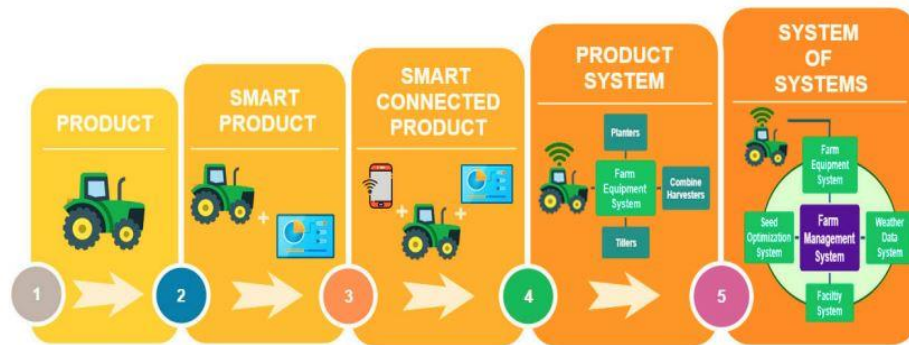 PRODUCT
SMART
PRODUCT
SMART
CONNECTED
PRODUCT
PRODUCT
SYSTEM
Planters
Farm
Equipment
System
Combine
Harvesters
Tillers
SYSTEM
OF
SYSTEMS
Farm
Equipment
System
Seed
Optimization
System
Farm
Management
System
Weather
Data
System
Facility
System
1
2
3
4
5